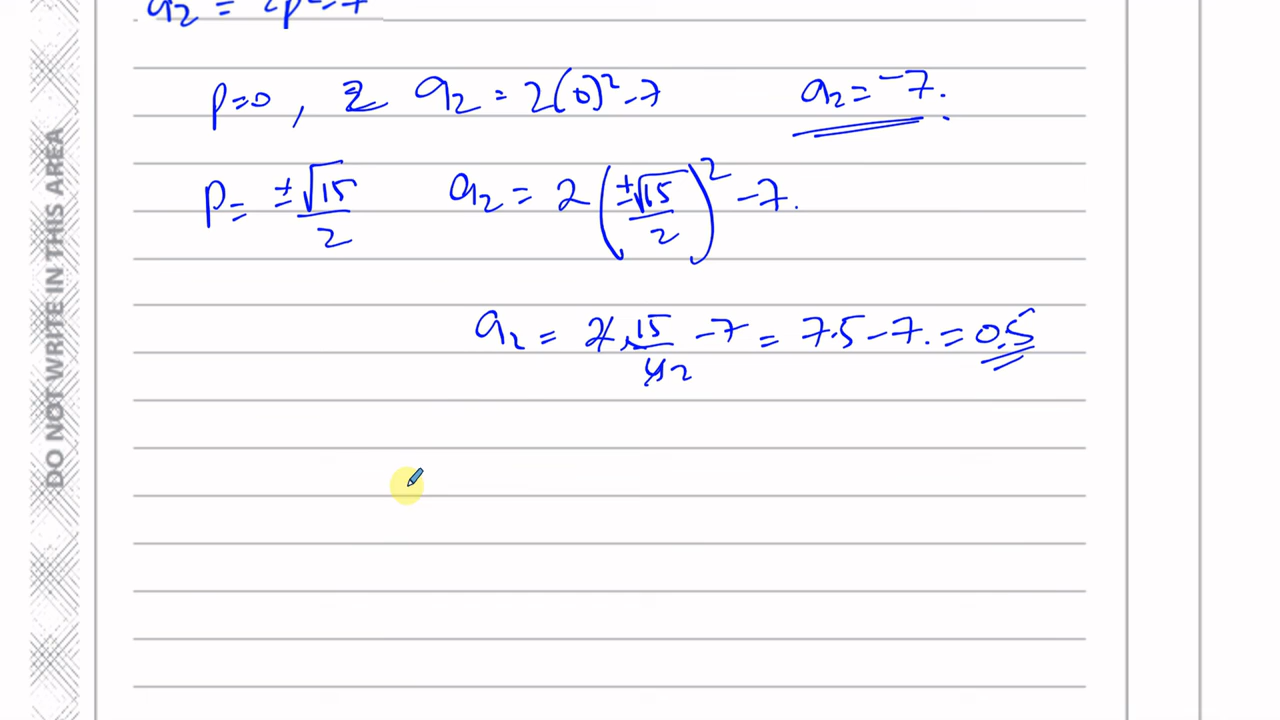 a₂ = 2p² - 7
p=0, a₂ = 2(0)² -7 a₂ = -7.
P= ±√15/2 a₂ = 2(±√15/2)² -7.
a₂ = 2·15/42 -7 = 7.5 -7. = 0.5
DO NOT WRITE IN THIS AREA